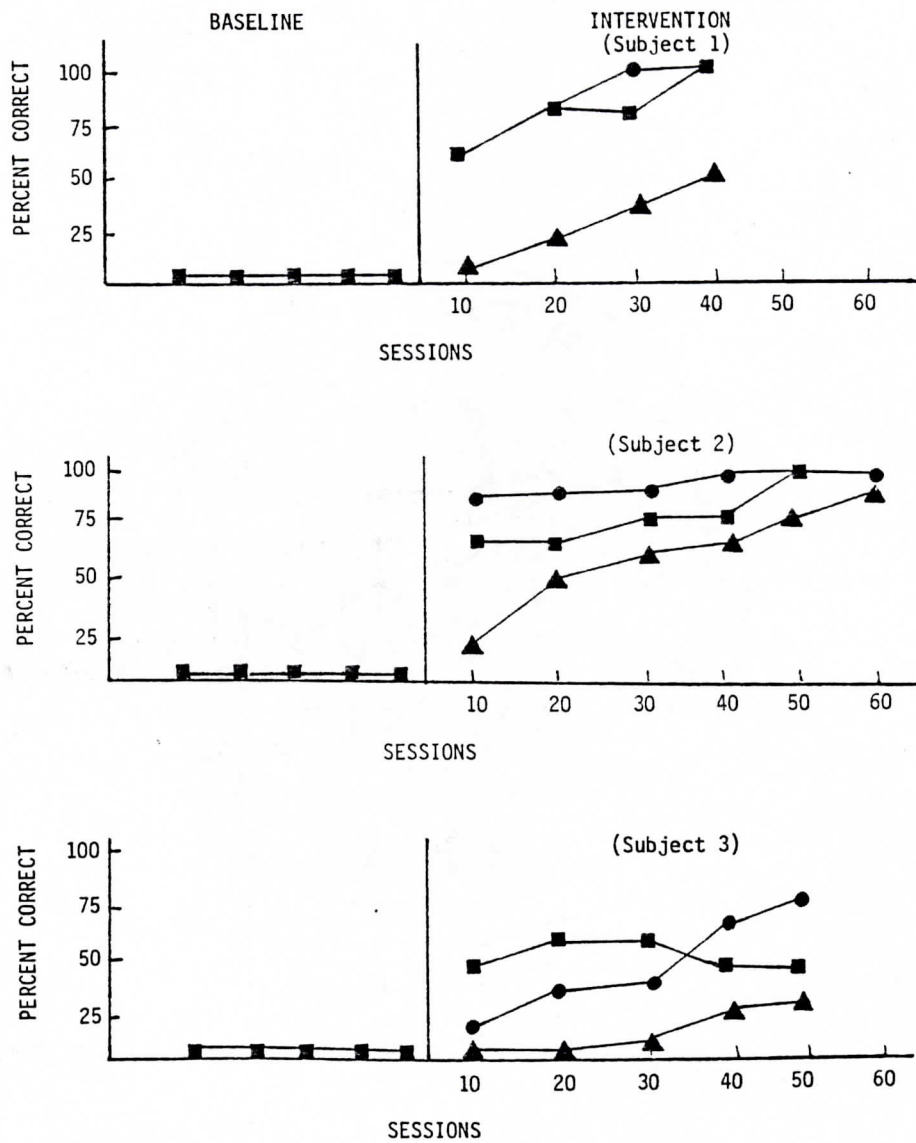 BASELINE INTERVENTION
(Subject 1)
PERCENT CORRECT
100
75
50
25
10 20 30 40 50 60
SESSIONS
(Subject 2)
PERCENT CORRECT
100
75
50
25
10 20 30 40 50 60
SESSIONS
(Subject 3)
PERCENT CORRECT
100
75
50
25
10 20 30 40 50 60
SESSIONS